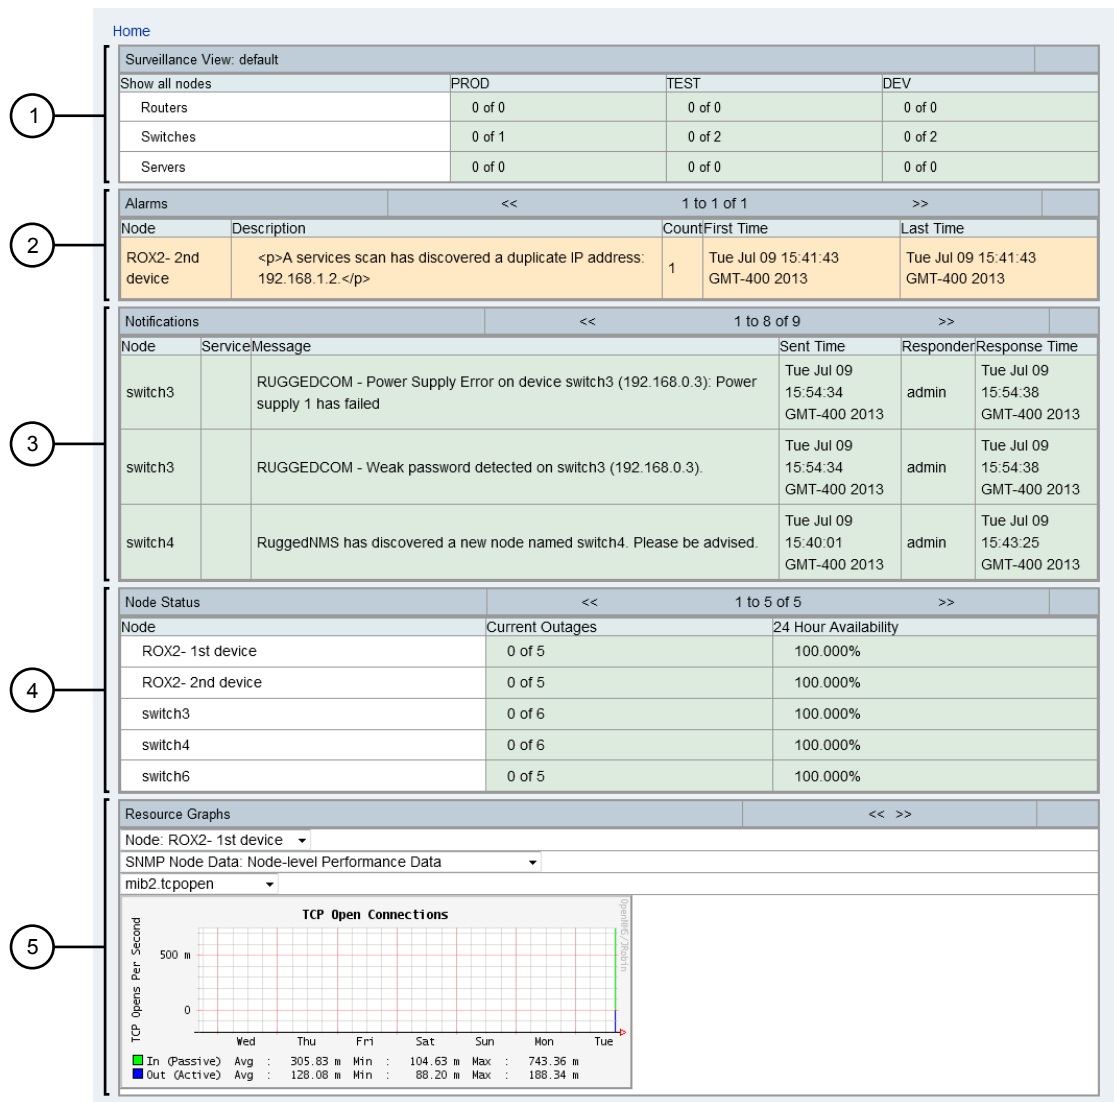 Home
Surveillance View: default
Show all nodes PROD TEST DEV
Routers 0 of 0 0 of 0 0 of 0
1
Switches 0 of 1 0 of 2 0 of 2
Servers 0 of 0 0 of 0 0 of 0
Alarms << 1 to 1 of 1 >>
Node Description Count First Time Last Time
2
ROX2- 2nd device <p>A services scan has discovered a duplicate IP address: 192.168.1.2.</p> 1 Tue Jul 09 15:41:43 GMT-400 2013 Tue Jul 09 15:41:43 GMT-400 2013
Notifications << 1 to 8 of 9 >>
Node Service Message Sent Time Responder Response Time
switch3 RUGGEDCOM - Power Supply Error on device switch3 (192.168.0.3): Power supply 1 has failed Tue Jul 09 15:54:34 GMT-400 2013 admin Tue Jul 09 15:54:38 GMT-400 2013
3
switch3 RUGGEDCOM - Weak password detected on switch3 (192.168.0.3). Tue Jul 09 15:54:34 GMT-400 2013 admin Tue Jul 09 15:54:38 GMT-400 2013
switch4 RuggedNMS has discovered a new node named switch4. Please be advised. Tue Jul 09 15:40:01 GMT-400 2013 admin Tue Jul 09 15:43:25 GMT-400 2013
Node Status << 1 to 5 of 5 >>
Node Current Outages 24 Hour Availability
ROX2- 1st device 0 of 5 100.000%
4
ROX2- 2nd device 0 of 5 100.000%
switch3 0 of 6 100.000%
switch4 0 of 6 100.000%
switch6 0 of 5 100.000%
Resource Graphs << >>
Node: ROX2- 1st device
SNMP Node Data: Node-level Performance Data
mib2.tcpopen
5
TCP Open Connections
OpenNMS/JRobin
TCP Opens Per Second
500 m
0
Wed Thu Fri Sat Sun Mon Tue
In (Passive) Avg : 305.83 m Min : 104.63 m Max : 743.36 m
Out (Active) Avg : 128.08 m Min : 88.20 m Max : 188.34 m